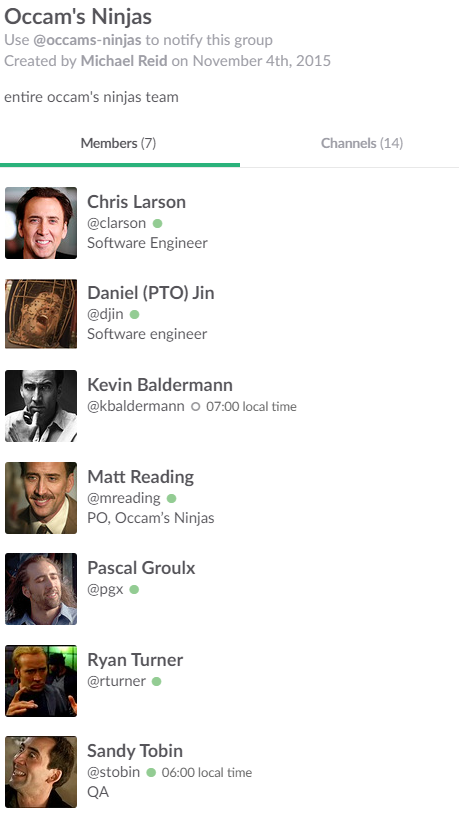 Occam's Ninjas
Use @occams-ninjas to notify this group
Created by Michael Reid on November 4th, 2015
entire occam's ninjas team
Members (7)
Channels (14)
Chris Larson
@clarson
Software Engineer
Daniel (PTO) Jin
@djin
Software engineer
Kevin Baldermann
@kbaldermann 07:00 local time
Matt Reading
@mreading
PO, Occam’s Ninjas
Pascal Groulx
@pgx
Ryan Turner
@rturner
Sandy Tobin
@stobin 06:00 local time
QA